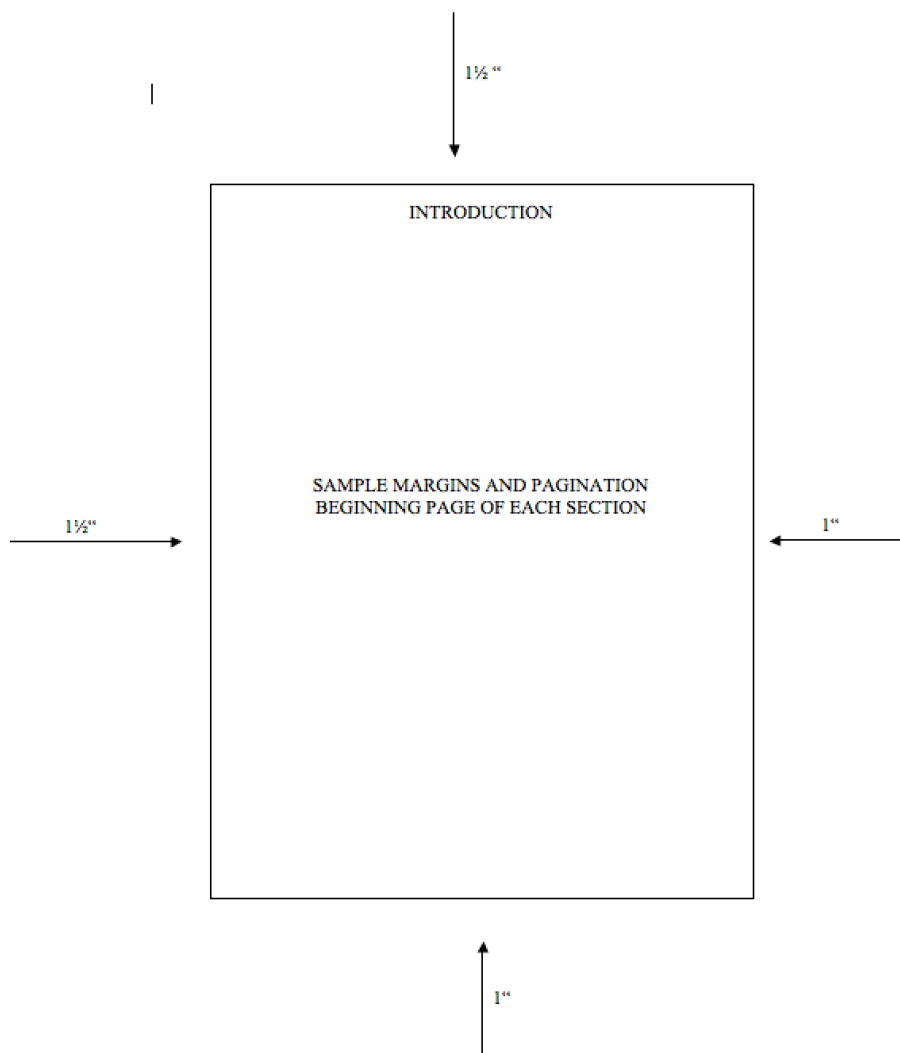 1½ “
INTRODUCTION
SAMPLE MARGINS AND PAGINATION
BEGINNING PAGE OF EACH SECTION
1½“
1“
1“